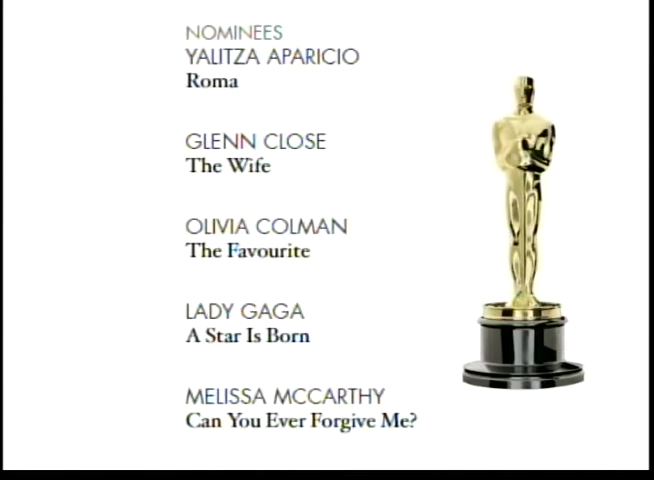 NOMINEES
YALITZA APARICIO
Roma
GLENN CLOSE
The Wife
OLIVIA COLMAN
The Favourite
LADY GAGA
A Star Is Born
MELISSA MCCARTHY
Can You Ever Forgive Me?